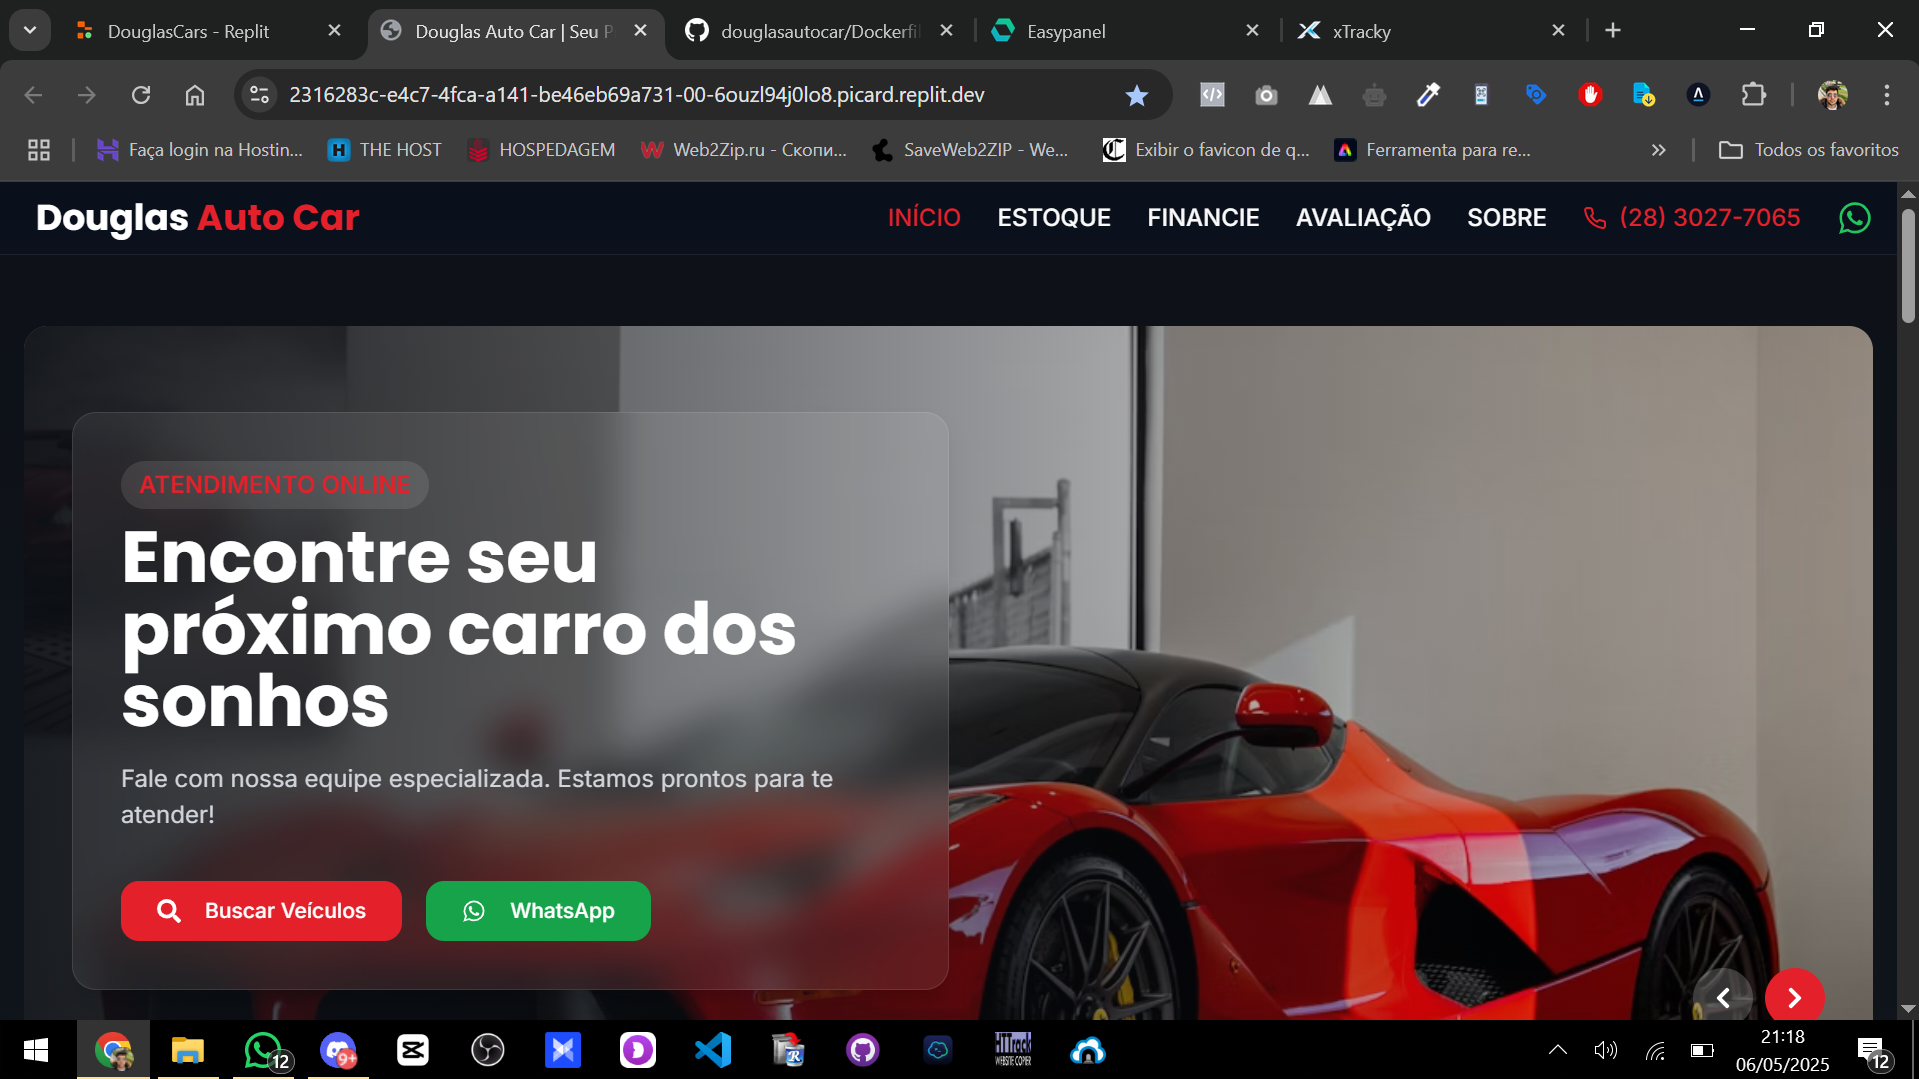 DouglasCars - Replit
Douglas Auto Car | Seu P
douglasautocar/Dockerfil
Easypanel
xTracky
2316283c-e4c7-4fca-a141-be46eb69a731-00-6ouzl94j0lo8.picard.replit.dev
Faça login na Hostin...
THE HOST
HOSPEDAGEM
Web2Zip.ru - Скопи...
SaveWeb2ZIP - We...
Exibir o favicon de q...
Ferramenta para re...
Todos os favoritos
Douglas Auto Car
INÍCIO
ESTOQUE
FINANCIE
AVALIAÇÃO
SOBRE
(28) 3027-7065
ATENDIMENTO ONLINE
Encontre seu
próximo carro dos
sonhos
Fale com nossa equipe especializada. Estamos prontos para te
atender!
Buscar Veículos
WhatsApp
12
9+
HTTrack
WEBSITE COPIER
21:18
06/05/2025
12